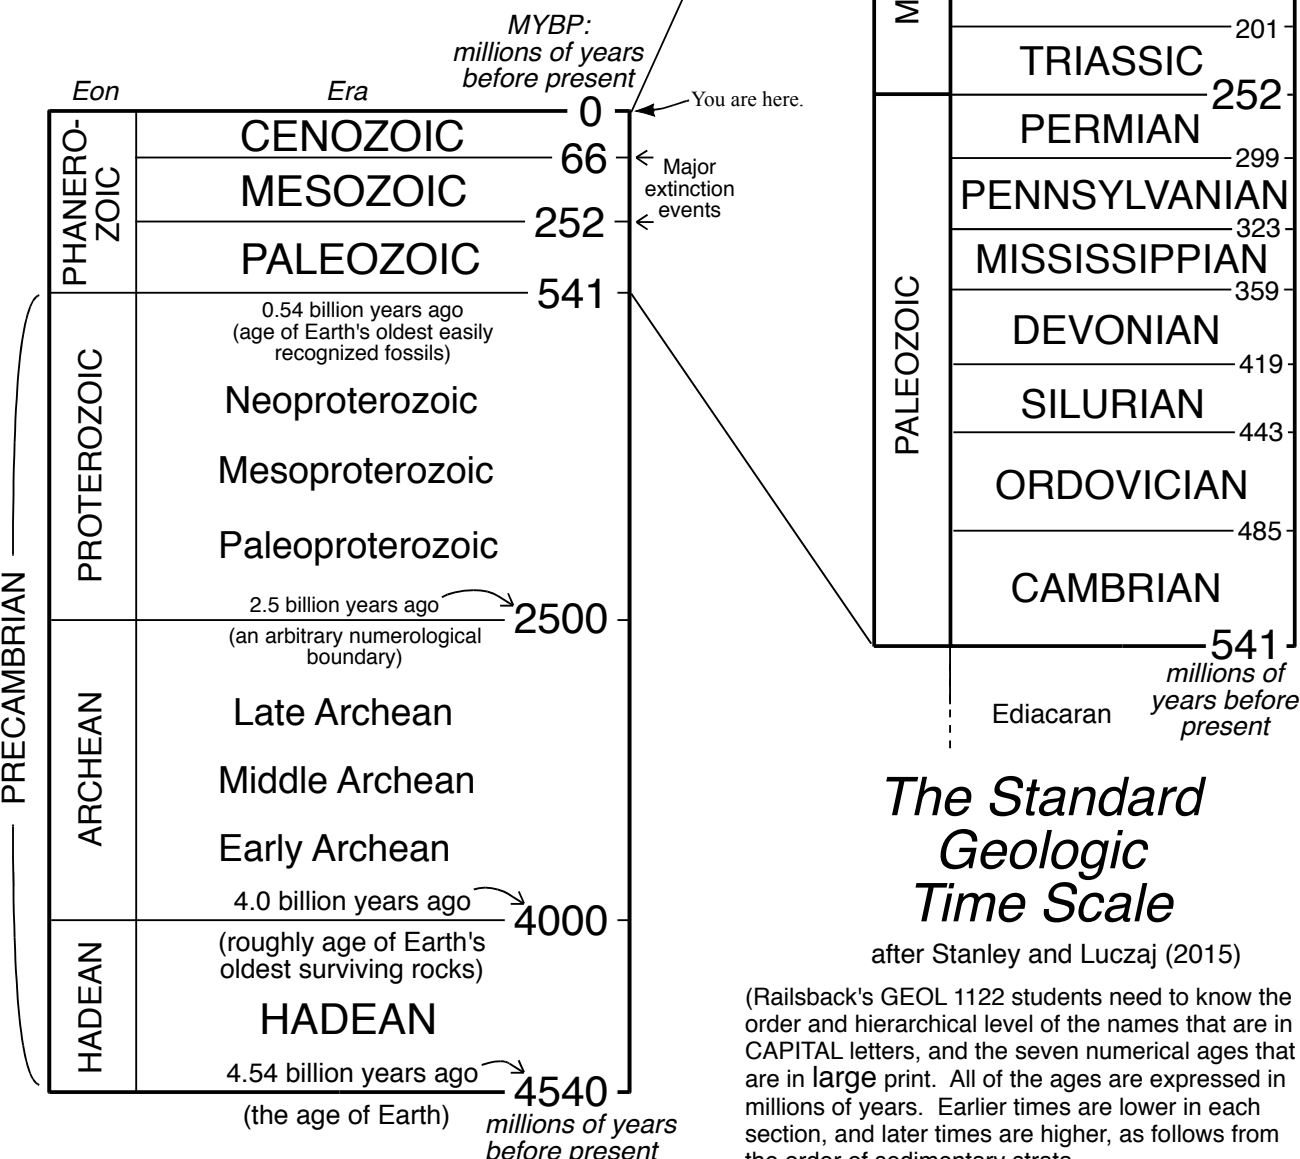 MYBP:
millions of years
before present
Eon
Era
0
You are here.
PHANERO-
ZOIC
CENOZOIC
66
Major
extinction
events
MESOZOIC
252
PALEOZOIC
541
0.54 billion years ago
(age of Earth's oldest easily
recognized fossils)
PRECAMBRIAN
PROTEROZOIC
Neoproterozoic
Mesoproterozoic
Paleoproterozoic
2.5 billion years ago
2500
(an arbitrary numerological
boundary)
ARCHEAN
Late Archean
Middle Archean
Early Archean
4.0 billion years ago
4000
(roughly age of Earth's
oldest surviving rocks)
HADEAN
HADEAN
4.54 billion years ago
4540
(the age of Earth)
millions of years
before present
M
201
TRIASSIC
252
PALEOZOIC
PERMIAN
299
PENNSYLVANIAN
323
MISSISSIPPIAN
359
DEVONIAN
419
SILURIAN
443
ORDOVICIAN
485
CAMBRIAN
541
millions of
years before
present
Ediacaran
The Standard
Geologic
Time Scale
after Stanley and Luczaj (2015)
(Railsback's GEOL 1122 students need to know the
order and hierarchical level of the names that are in
CAPITAL letters, and the seven numerical ages that
are in large print.  All of the ages are expressed in
millions of years.  Earlier times are lower in each
section, and later times are higher, as follows from
the order of sedimentary strata